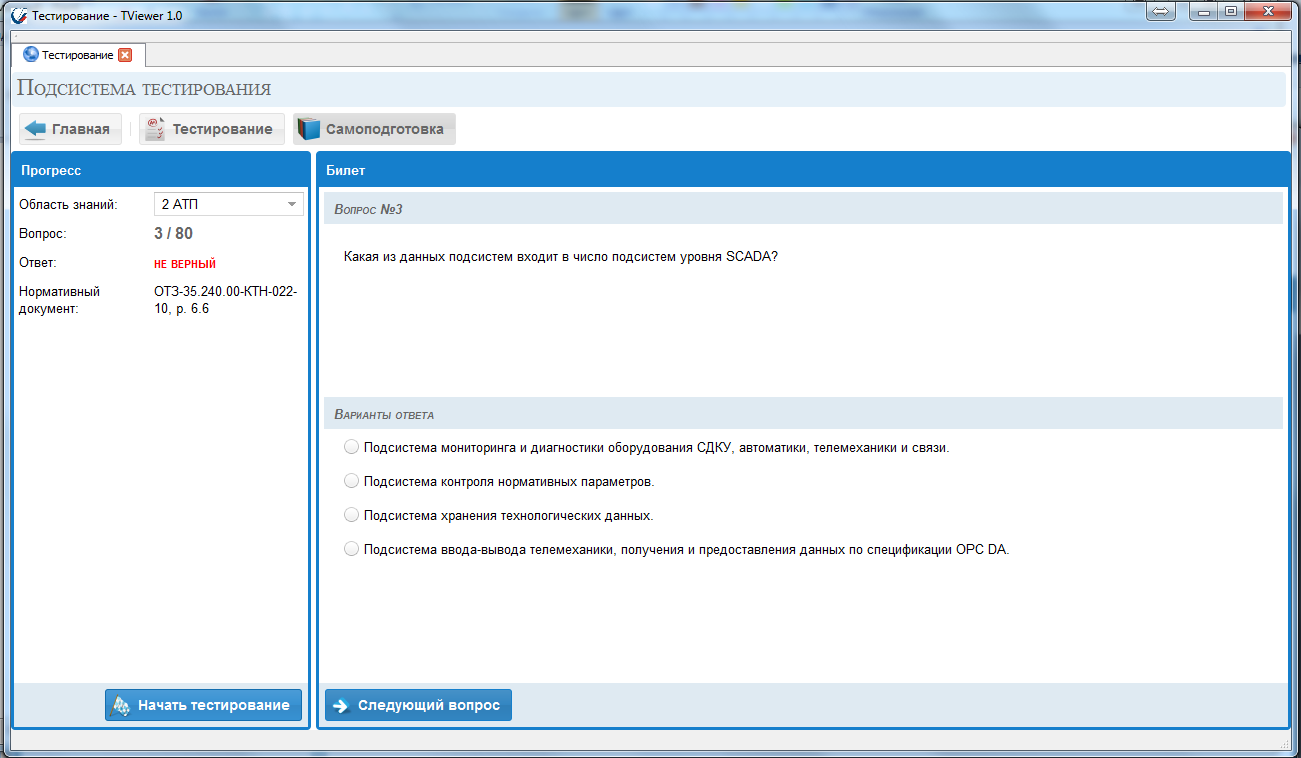 Тестирование - TViewer 1.0
Тестирование
Подсистема тестирования
Главная
Тестирование
Самоподготовка
Прогресс
Область знаний:
2 АТП
Вопрос:
3 / 80
Ответ:
НЕ ВЕРНЫЙ
Нормативный документ:
ОТЗ-35.240.00-КТН-022-
10, р. 6.6
Билет
Вопрос №3
Какая из данных подсистем входит в число подсистем уровня SCADA?
Варианты ответа
Подсистема мониторинга и диагностики оборудования СДКУ, автоматики, телемеханики и связи.
Подсистема контроля нормативных параметров.
Подсистема хранения технологических данных.
Подсистема ввода-вывода телемеханики, получения и предоставления данных по спецификации OPC DA.
Начать тестирование
Следующий вопрос